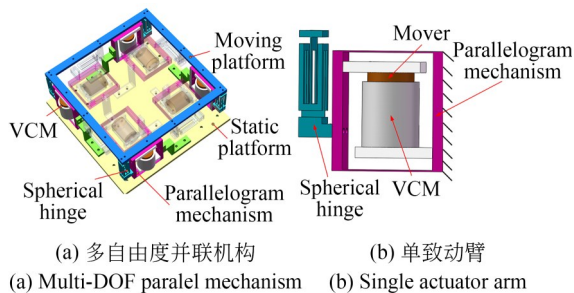 Moving
platform
VCM
Static
platform
Spherical
hinge
Parallelogram
mechanism
Mover
Parallelogram
mechanism
Spherical
hinge
VCM
(a) 多自由度并联机构
(b) 单致动臂
(a) Multi-DOF paralel mechanism
(b) Single actuator arm